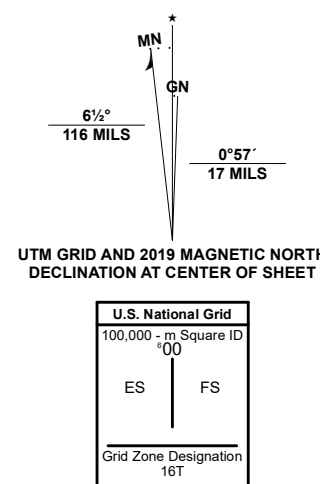 ★
MN
GN
6½°
116 MILS
0°57´
17 MILS
UTM GRID AND 2019 MAGNETIC NORTH
DECLINATION AT CENTER OF SHEET
U.S. National Grid
100,000 - m Square ID
⁶00
ES FS
Grid Zone Designation
16T